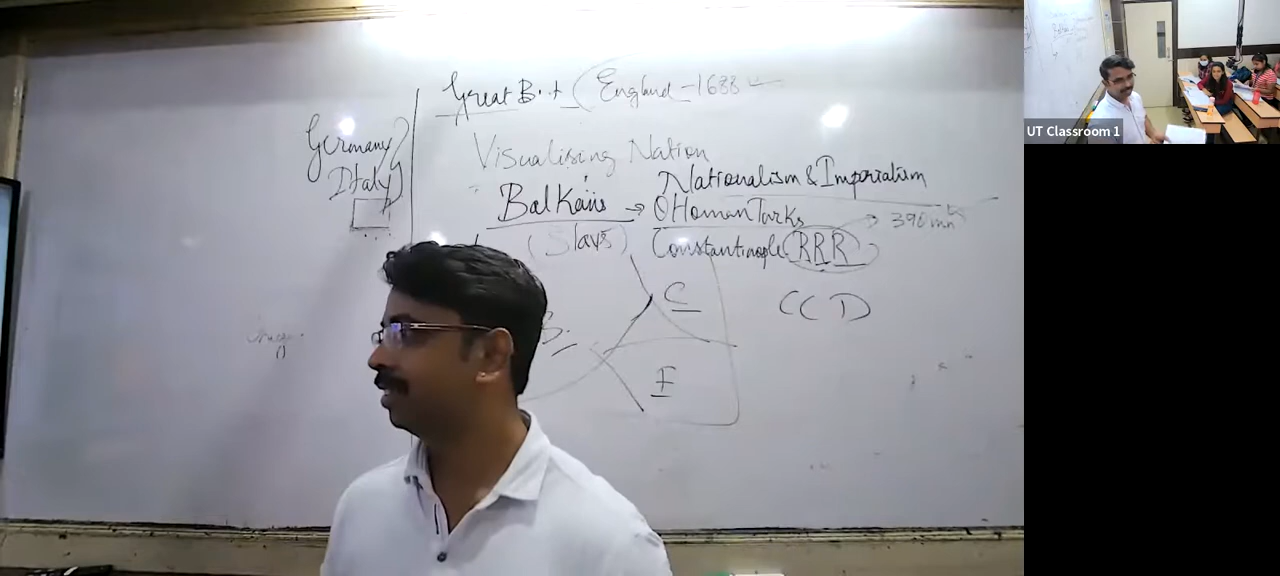 Great Brit (England - 1688
Germany
Italy
Visualising Nation
Nationalism & Imperialism
Balkans → Ottoman Turks → 390 mn
(Slavs) Constantinople RRR
C
CCD
S.
F
UT Classroom 1